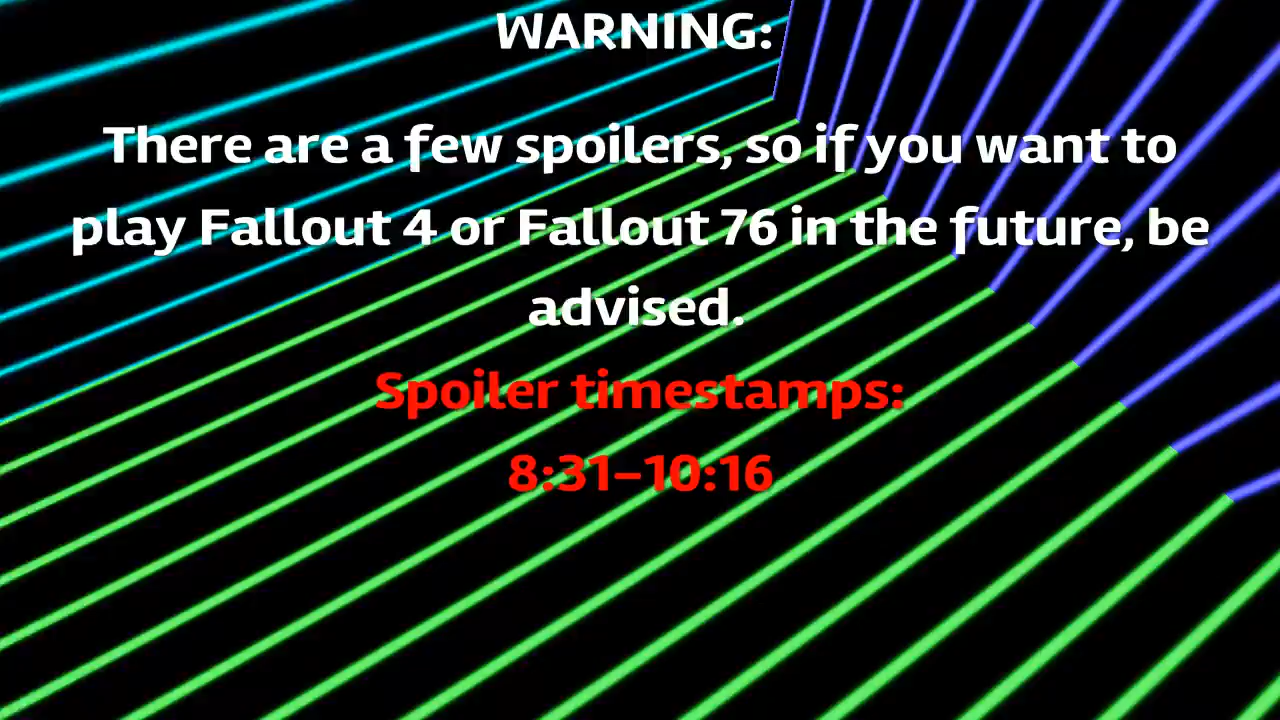 WARNING:
There are a few spoilers, so if you want to
play Fallout 4 or Fallout 76 in the future, be
advised.
Spoiler timestamps:
8:31–10:16